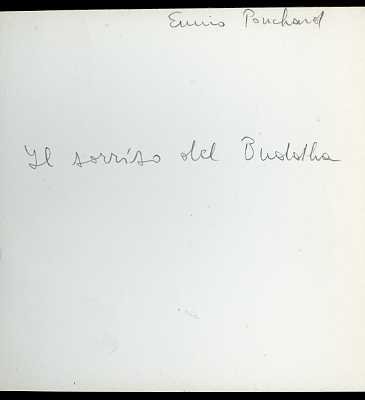 Ennio Pouchard
Il sorriso del Buddha